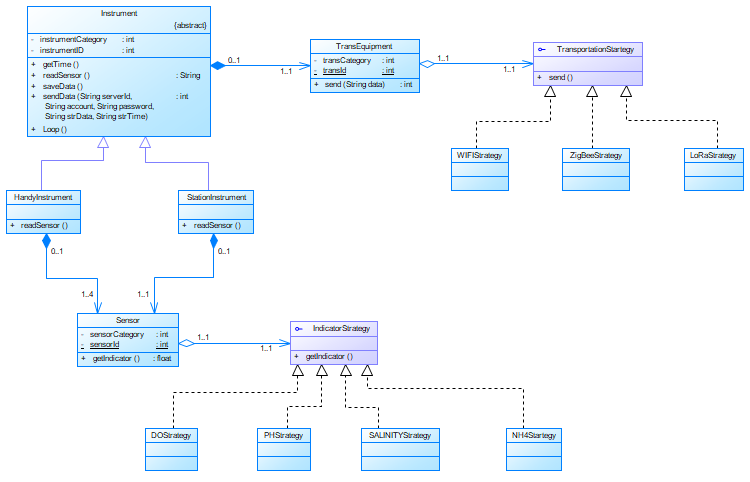 Instrument
{abstract}
- instrumentCategory : int
- instrumentID : int
+ getTime ()
+ readSensor () : String
+ saveData ()
+ sendData (String serverId, : int
String account, String password,
String strData, String strTime)
+ Loop ()
0..1
1..1
TransEquipment
- transCategory : int
- transId : int
+ send (String data) : int
1..1
1..1
TransportationStartegy
+ send ()
WIFIStrategy
ZigBeeStrategy
LoRaStrategy
HandyInstrument
+ readSensor ()
StationInstrument
+ readSensor ()
0..1
0..1
1..4
1..1
Sensor
- sensorCategory : int
- sensorId : int
+ getIndicator () : float
1..1
1..1
IndicatorStrategy
+ getIndicator ()
DOStrategy
PHStrategy
SALINITYStrategy
NH4Startegy